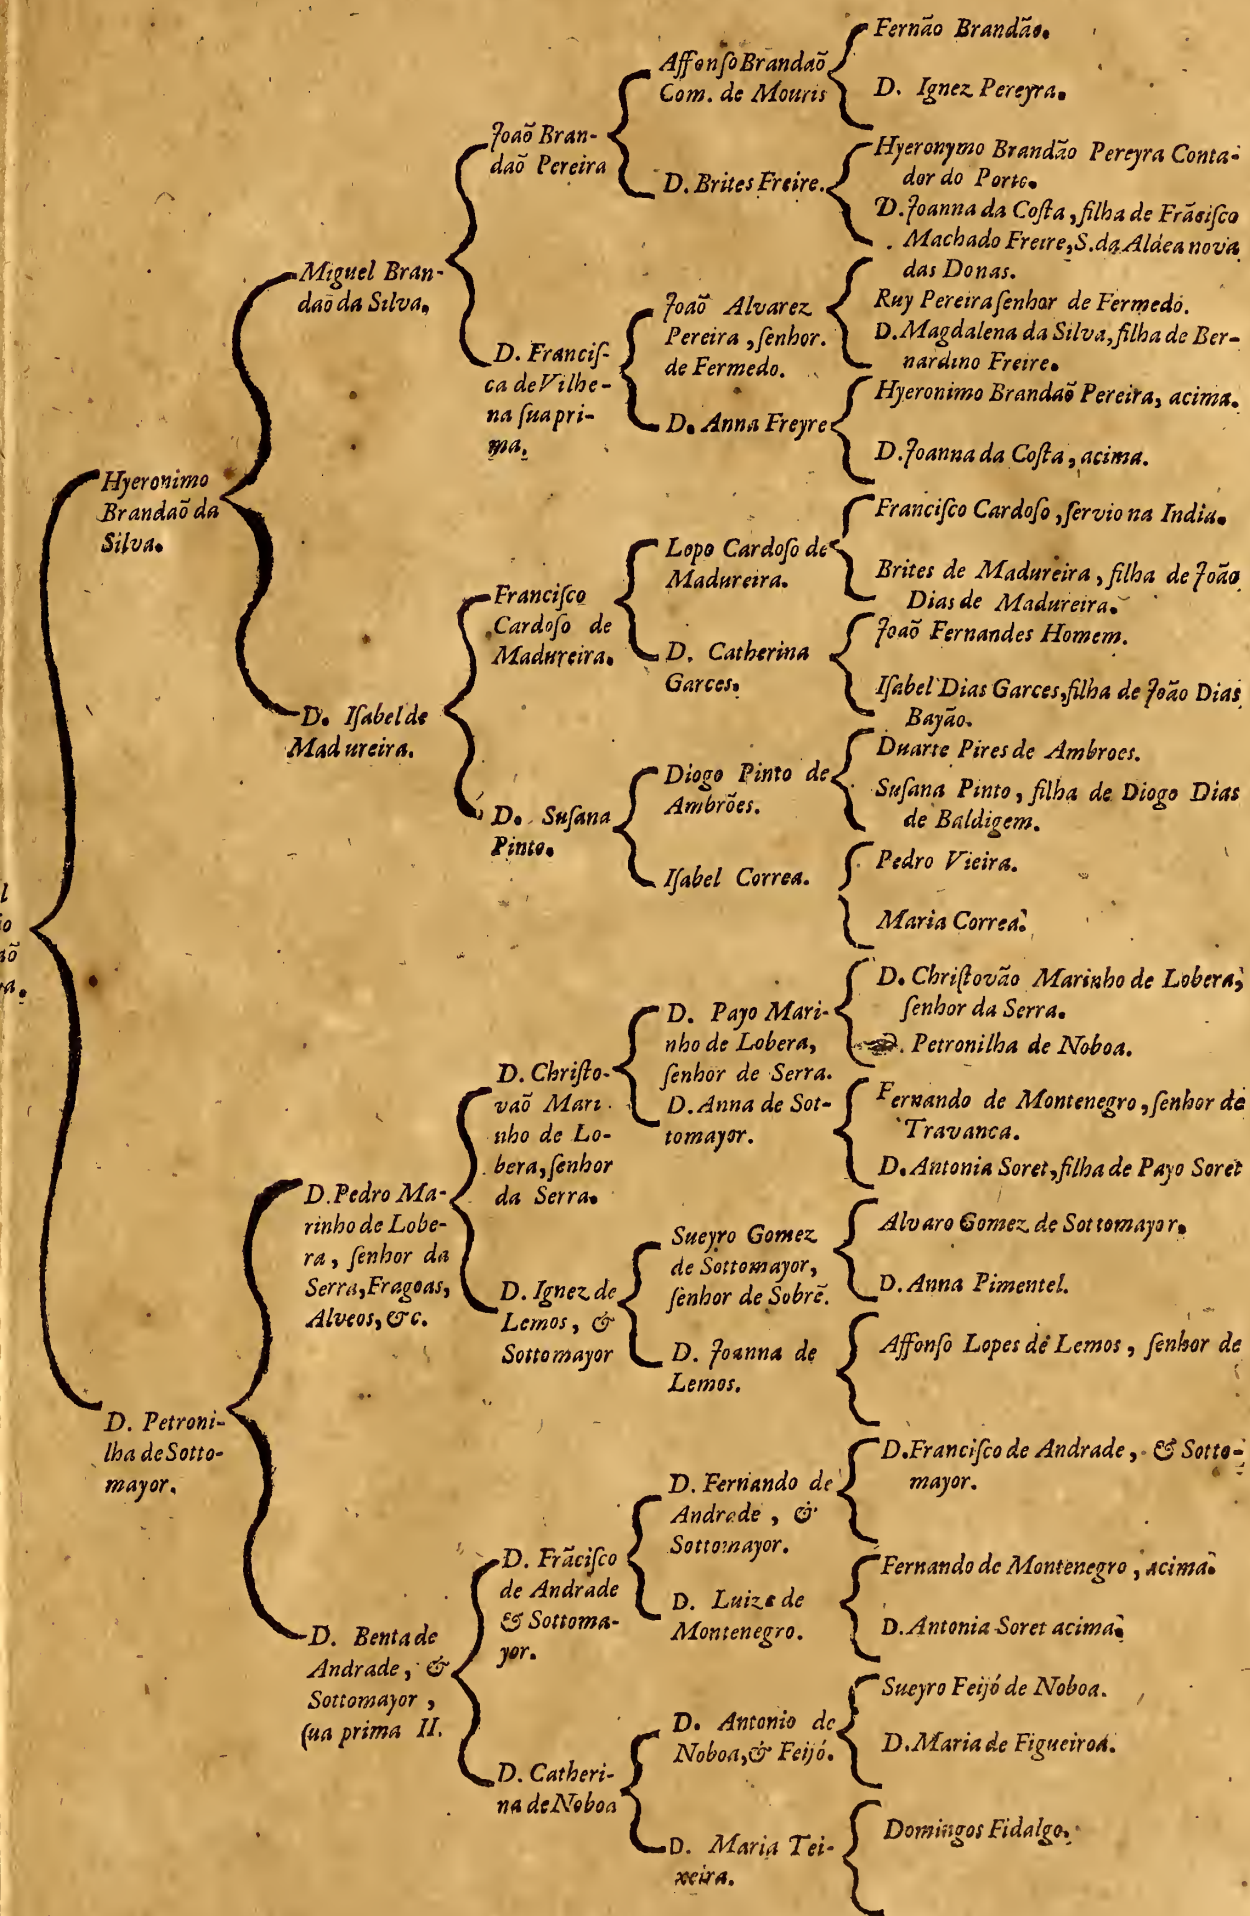 Hyeronimo
Brandaõ da
Silva.
D. Petroni-
lha de Sotto-
mayor.
Miguel Bran-
daõ da Silva.
D. Iſabel de
Madureira.
D. Pedro Ma-
rinho de Lobe-
ra, ſenhor da
Serra, Fragoas,
Alveos, &c.
D. Benta de
Andrade, &
Sottomayor,
ſua prima II.
Joaõ Bran-
daõ Pereira
D. Franciſ-
ca de Vilhe-
na ſua pri-
ma.
Franciſco
Cardoſo de
Madureira.
D. Suſana
Pinto.
D. Chriſto-
vaõ Mari
nho de Lo-
bera, ſenhor
da Serra.
D. Ignez de
Lemos, &
Sottomayor
D. Frãciſco
de Andrade
& Sottoma-
yor.
D. Catheri-
na de Noboa
Affonſo Brandaõ
Com. de Mouris
D. Brites Freire.
Joaõ Alvarez
Pereira, ſenhor.
de Fermedo.
D. Anna Freyre
Lopo Cardoſo de
Madureira.
D. Catherina
Garces.
Diogo Pinto de
Ambrões.
Iſabel Correa.
D. Payo Mari-
nho de Lobera,
ſenhor de Serra.
D. Anna de Sot-
tomayor.
Sueyro Gomez
de Sottomayor,
ſenhor de Sobrẽ.
D. Joanna de
Lemos.
D. Fernando de
Andrade, &
Sottomayor.
D. Luiza de
Montenegro.
D. Antonio de
Noboa, & Feijó.
D. Maria Tei-
xeira.
Fernão Brandão.
D. Ignez Pereyra.
Hyeronymo Brandão Pereyra Conta-
dor do Porto.
D. Joanna da Coſta, filha de Frãciſco
Machado Freire, S. da Aldea nova
das Donas.
Ruy Pereira ſenhor de Fermedo.
D. Magdalena da Silva, filha de Ber-
nardino Freire.
Hyeronimo Brandaõ Pereira, acima.
D. Joanna da Coſta, acima.
Franciſco Cardoſo, ſervio na India.
Brites de Madureira, filha de João
Dias de Madureira.
Joaõ Fernandes Homem.
Iſabel Dias Garces, filha de João Dias
Bayão.
Duarte Pires de Ambroes.
Suſana Pinto, filha de Diogo Dias
de Baldigem.
Pedro Vieira.
Maria Correa.
D. Chriſtovão Marinho de Lobera,
ſenhor da Serra.
D. Petronilha de Noboa.
Fernando de Montenegro, ſenhor de
Travanca.
D. Antonia Soret, filha de Payo Soret
Alvaro Gomez de Sottomayor.
D. Anna Pimentel.
Affonſo Lopes de Lemos, ſenhor de
D. Franciſco de Andrade, & Sotto-
mayor.
Fernando de Montenegro, acima.
D. Antonia Soret acima.
Sueyro Feijó de Noboa.
D. Maria de Figueiroa.
Domingos Fidalgo.